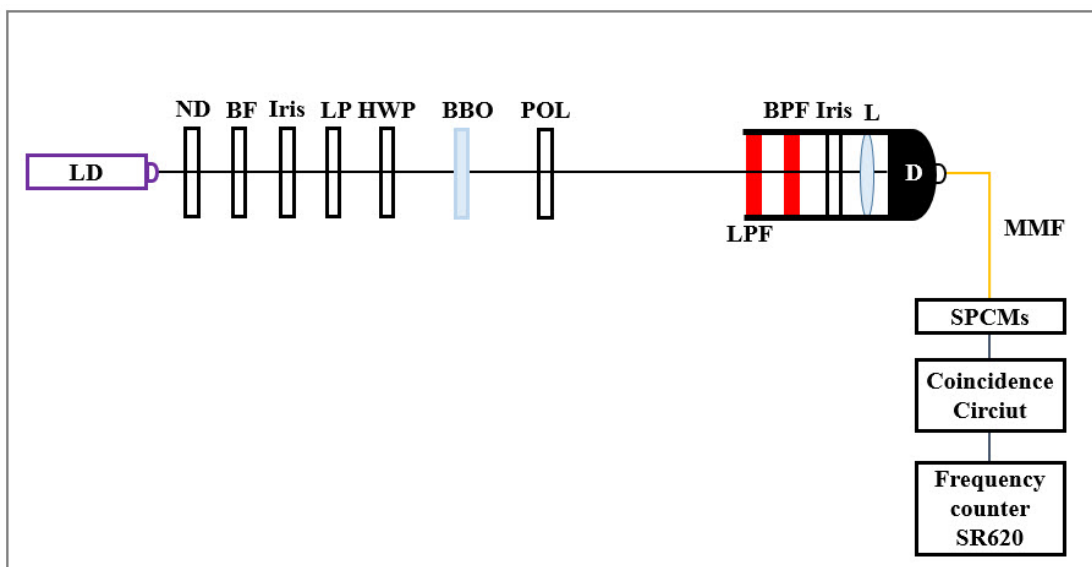 ND BF Iris LP HWP BBO POL BPF Iris L
LD
D
LPF
MMF
SPCMs
Coincidence
Circiut
Frequency
counter
SR620